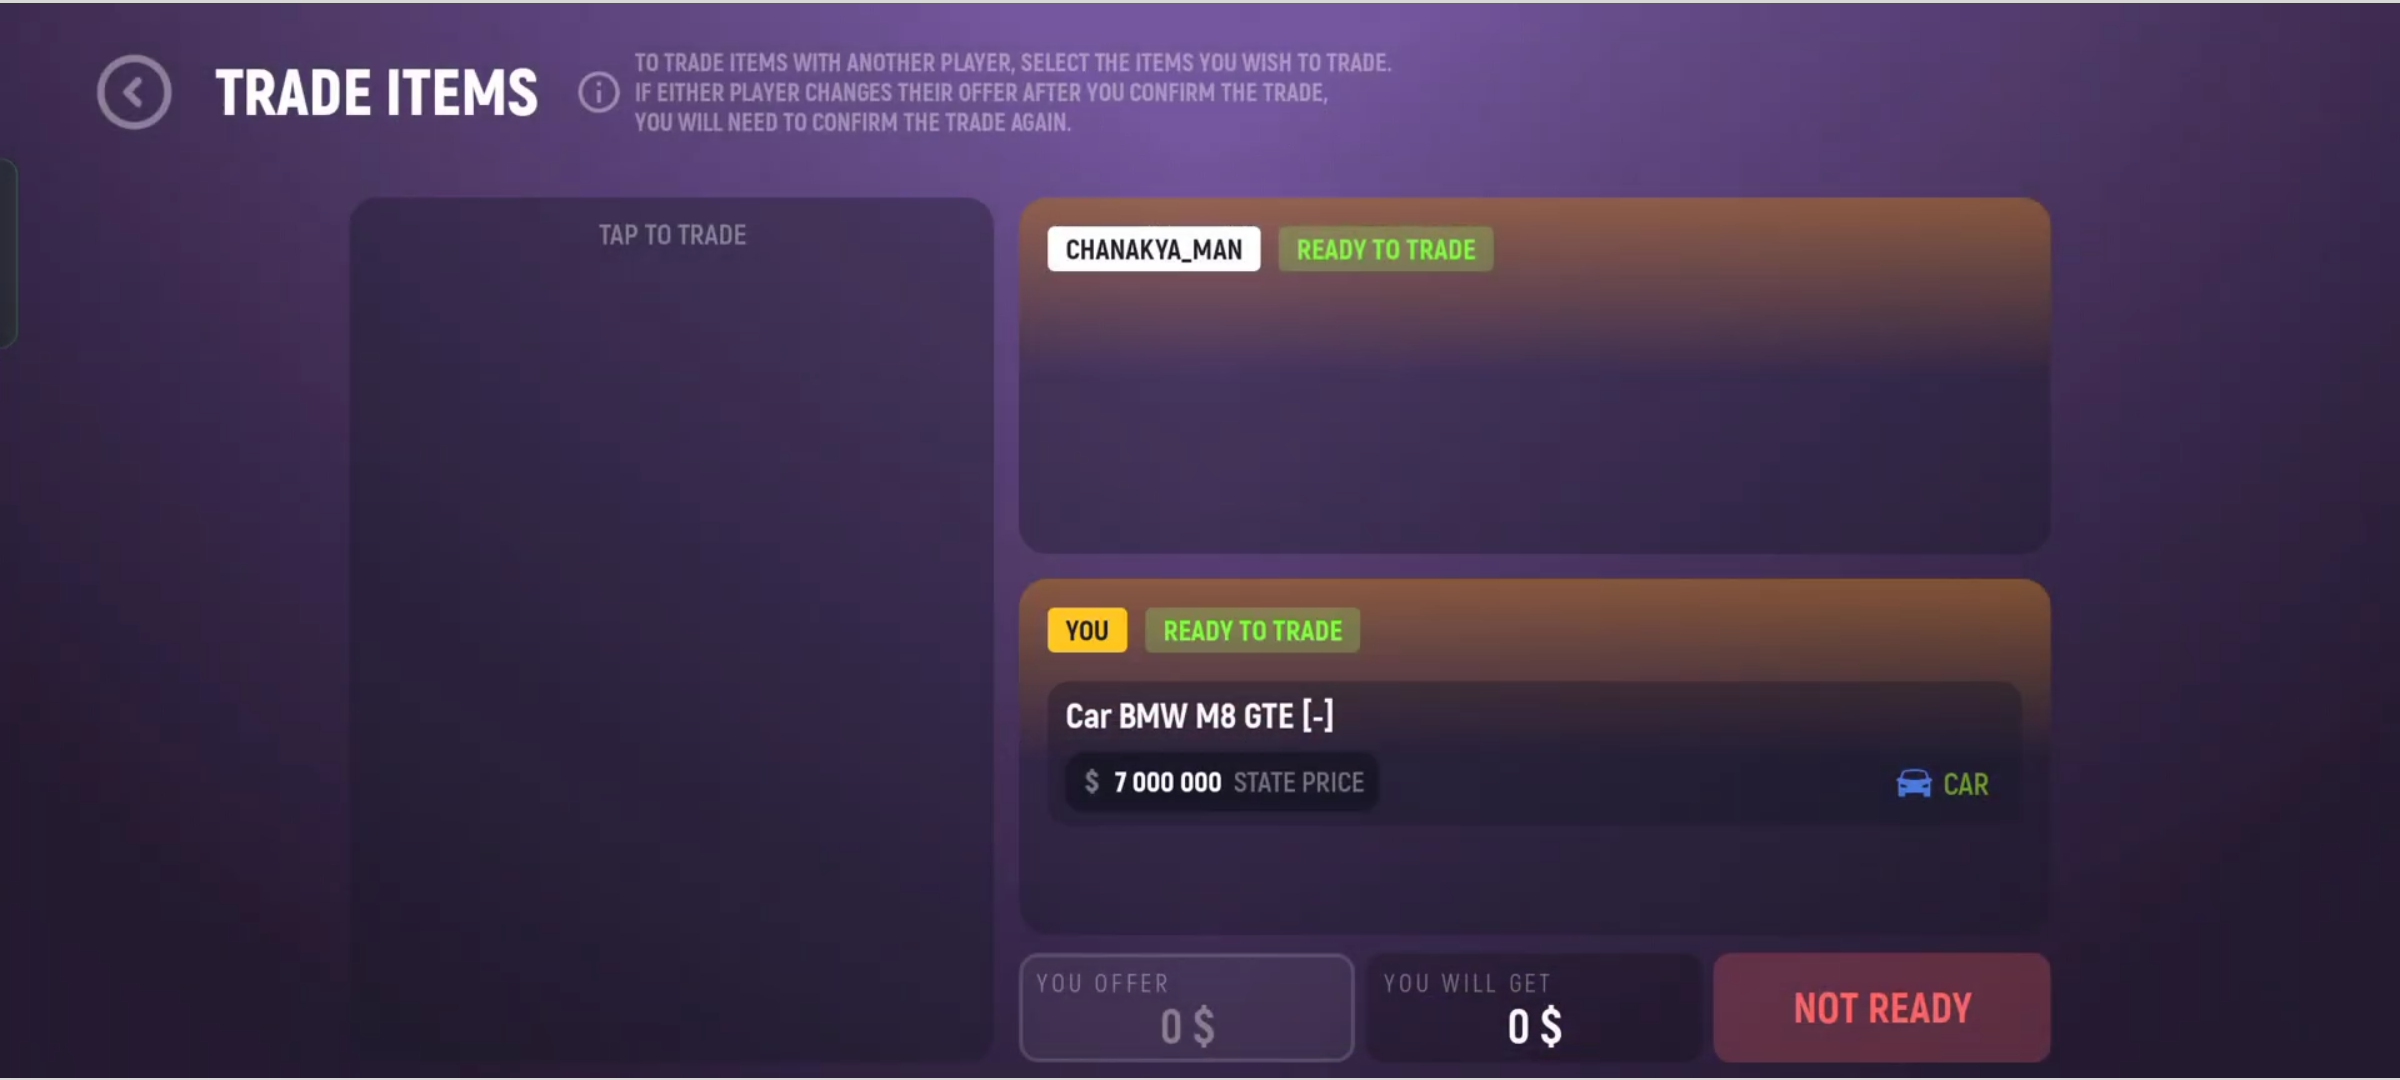 TRADE ITEMS
TO TRADE ITEMS WITH ANOTHER PLAYER, SELECT THE ITEMS YOU WISH TO TRADE.
IF EITHER PLAYER CHANGES THEIR OFFER AFTER YOU CONFIRM THE TRADE,
YOU WILL NEED TO CONFIRM THE TRADE AGAIN.
TAP TO TRADE
CHANAKYA_MAN READY TO TRADE
YOU READY TO TRADE
Car BMW M8 GTE [-]
$ 7 000 000 STATE PRICE
CAR
YOU OFFER
0 $
YOU WILL GET
0 $
NOT READY